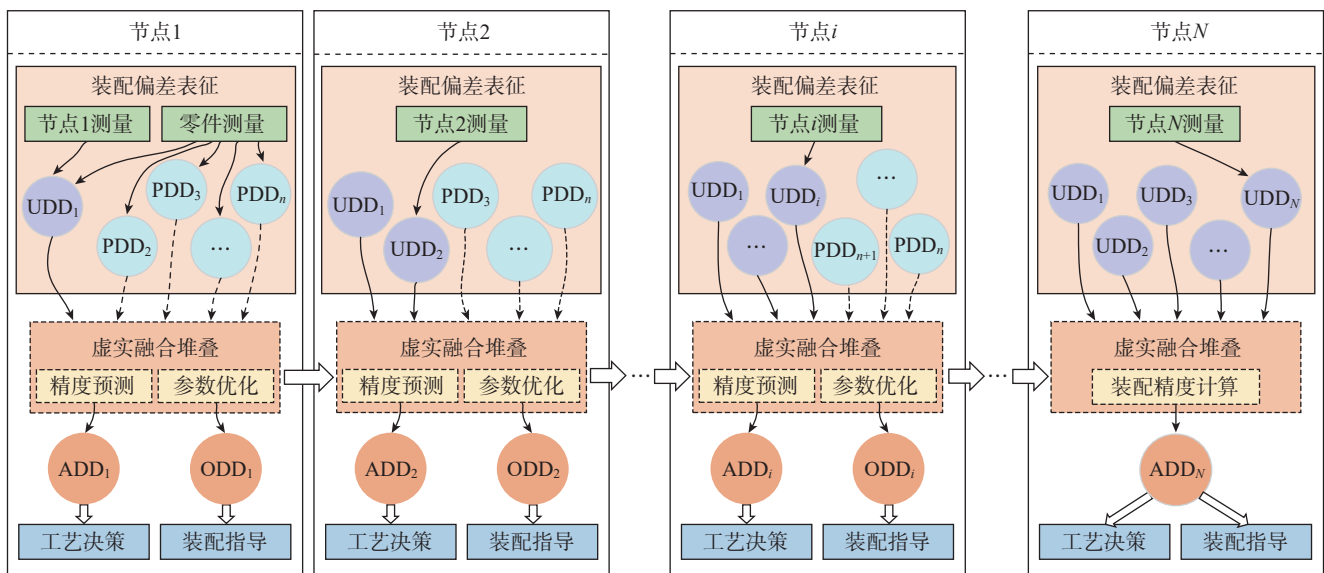 节点1
装配偏差表征
节点1测量
零件测量
UDD₁
PDD₂
PDD₃
…
PDDₙ
虚实融合堆叠
精度预测
参数优化
ADD₁
ODD₁
工艺决策
装配指导
节点2
装配偏差表征
节点2测量
UDD₁
UDD₂
PDD₃
…
PDDₙ
虚实融合堆叠
精度预测
参数优化
ADD₂
ODD₂
工艺决策
装配指导
…
节点i
装配偏差表征
节点i测量
UDD₁
…
UDDᵢ
PDDₙ₊₁
…
PDDₙ
虚实融合堆叠
精度预测
参数优化
ADDᵢ
ODDᵢ
工艺决策
装配指导
…
节点N
装配偏差表征
节点N测量
UDD₁
UDD₂
UDD₃
…
UDD_N
虚实融合堆叠
装配精度计算
ADD_N
工艺决策
装配指导